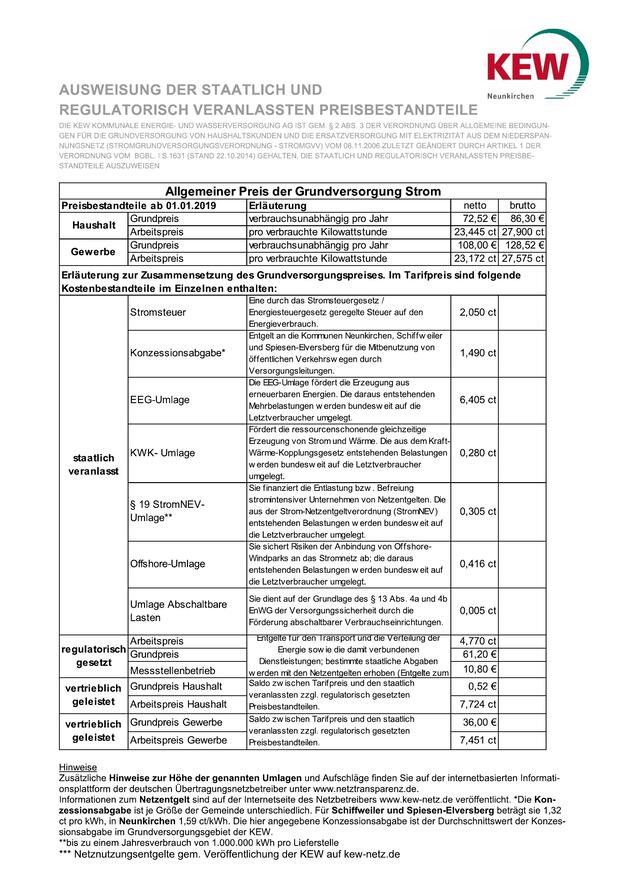 KEW
Neunkirchen
AUSWEISUNG DER STAATLICH UND
REGULATORISCH VERANLASSTEN PREISBESTANDTEILE
DIE KEW KOMMUNALE ENERGIE- UND WASSERVERSORGUNG AG IST GEM. § 2 ABS. 3 DER VERORDNUNG ÜBER ALLGEMEINE BEDINGUN-
GEN FÜR DIE GRUNDVERSORGUNG VON HAUSHALTSKUNDEN UND DIE ERSATZVERSORGUNG MIT ELEKTRIZITÄT AUS DEM NIEDERSPAN-
NUNGSNETZ (STROMGRUNDVERSORGUNGSVERORDNUNG - STROMGVV) VOM 08.11.2006 ZULETZT GEÄNDERT DURCH ARTIKEL 1 DER
VERORDNUNG VOM BGBL. I S.1631 (STAND 22.10.2014) GEHALTEN, DIE STAATLICH UND REGULATORISCH VERANLASSTEN PREISBE-
STANDTEILE AUSZUWEISEN
Allgemeiner Preis der Grundversorgung Strom
Preisbestandteile ab 01.01.2019 Erläuterung netto brutto
Haushalt
Grundpreis verbrauchsunabhängig pro Jahr 72,52 € 86,30 €
Arbeitspreis pro verbrauchte Kilowattstunde 23,445 ct 27,900 ct
Gewerbe
Grundpreis verbrauchsunabhängig pro Jahr 108,00 € 128,52 €
Arbeitspreis pro verbrauchte Kilowattstunde 23,172 ct 27,575 ct
Erläuterung zur Zusammensetzung des Grundversorgungspreises. Im Tarifpreis sind folgende
Kostenbestandteile im Einzelnen enthalten:
staatlich
veranlasst
Stromsteuer
Eine durch das Stromsteuergesetz /
Energiesteuergesetz geregelte Steuer auf den
Energieverbrauch.
2,050 ct
Konzessionsabgabe*
Entgelt an die Kommunen Neunkirchen, Schiffweiler
und Spiesen-Elversberg für die Mitbenutzung von
öffentlichen Verkehrswegen durch
Versorgungsleitungen.
1,490 ct
EEG-Umlage
Die EEG-Umlage fördert die Erzeugung aus
erneuerbaren Energien. Die daraus entstehenden
Mehrbelastungen werden bundesweit auf die
Letztverbraucher umgelegt.
6,405 ct
KWK- Umlage
Fördert die ressourcenschonende gleichzeitige
Erzeugung von Strom und Wärme. Die aus dem Kraft-
Wärme-Kopplungsgesetz entstehenden Belastungen
werden bundesweit auf die Letztverbraucher
umgelegt.
0,280 ct
§ 19 StromNEV-
Umlage**
Sie finanziert die Entlastung bzw. Befreiung
stromintensiver Unternehmen von Netzentgelten. Die
aus der Strom-Netzentgeltverordnung (StromNEV)
entstehenden Belastungen werden bundesweit auf
die Letztverbraucher umgelegt.
0,305 ct
Offshore-Umlage
Sie sichert Risiken der Anbindung von Offshore-
Windparks an das Stromnetz ab; die daraus
entstehenden Belastungen werden bundesweit auf
die Letztverbraucher umgelegt.
0,416 ct
Umlage Abschaltbare
Lasten
Sie dient auf der Grundlage des § 13 Abs. 4a und 4b
EnWG der Versorgungssicherheit durch die
Förderung abschaltbarer Verbrauchseinrichtungen.
0,005 ct
regulatorisch
gesetzt
Arbeitspreis 4,770 ct
Grundpreis 61,20 €
Messstellenbetrieb 10,80 €
Entgelte für den Transport und die Verteilung der
Energie sowie die damit verbundenen
Dienstleistungen; bestimmte staatliche Abgaben
werden mit den Netzentgelten erhoben (Entgelte zum
vertrieblich
geleistet
Grundpreis Haushalt 0,52 €
Arbeitspreis Haushalt 7,724 ct
Saldo zwischen Tarifpreis und den staatlich
veranlassten zzgl. regulatorisch gesetzten
Preisbestandteilen.
vertrieblich
geleistet
Grundpreis Gewerbe 36,00 €
Arbeitspreis Gewerbe 7,451 ct
Saldo zwischen Tarifpreis und den staatlich
veranlassten zzgl. regulatorisch gesetzten
Preisbestandteilen.
Hinweise
Zusätzliche Hinweise zur Höhe der genannten Umlagen und Aufschläge finden Sie auf der internetbasierten Informati-
onsplattform der deutschen Übertragungsnetzbetreiber unter www.netztransparenz.de.
Informationen zum Netzentgelt sind auf der Internetseite des Netzbetreibers www.kew-netz.de veröffentlicht. *Die Kon-
zessionsabgabe ist je Größe der Gemeinde unterschiedlich. Für Schiffweiler und Spiesen-Elversberg beträgt sie 1,32
ct pro kWh, in Neunkirchen 1,59 ct/kWh. Die hier angegebene Konzessionsabgabe ist der Durchschnittswert der Konzes-
sionsabgabe im Grundversorgungsgebiet der KEW.
**bis zu einem Jahresverbrauch von 1.000.000 kWh pro Lieferstelle
*** Netznutzungsentgelte gem. Veröffentlichung der KEW auf kew-netz.de